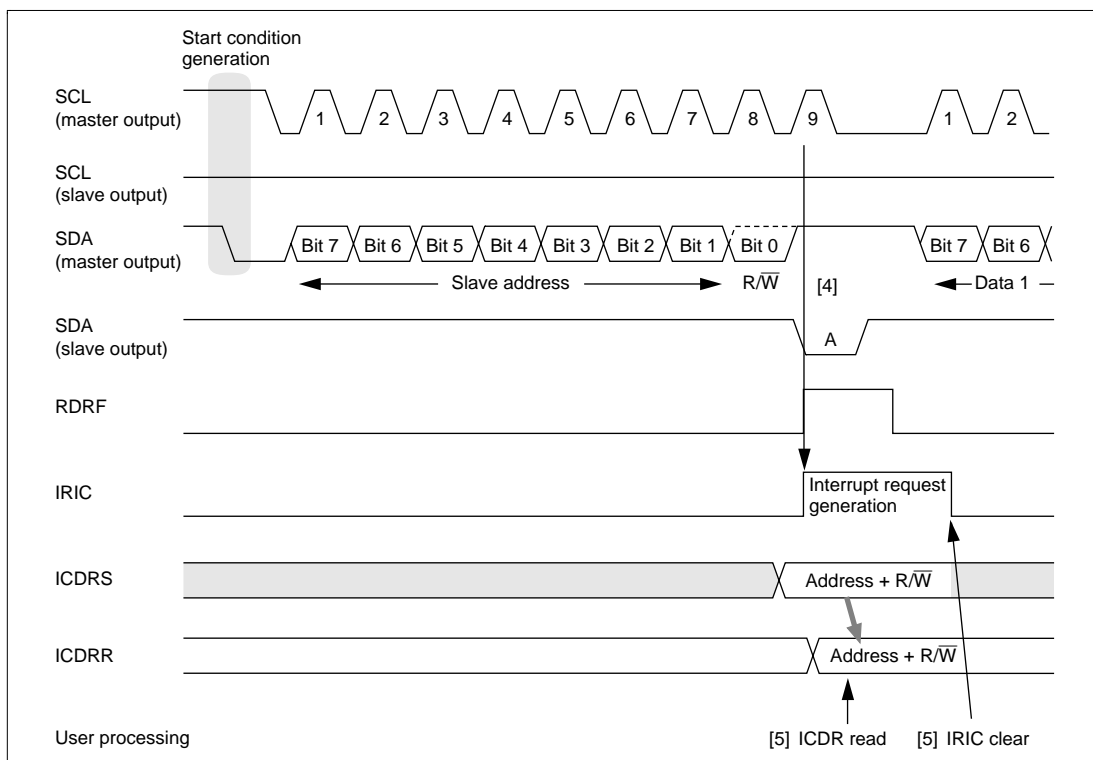 Start condition
generation
SCL
(master output)
1 2 3 4 5 6 7 8 9 1 2
SCL
(slave output)
SDA
(master output)
Bit 7 Bit 6 Bit 5 Bit 4 Bit 3 Bit 2 Bit 1 Bit 0 Bit 7 Bit 6
Slave address R/W̅ [4] Data 1
SDA
(slave output)
A
RDRF
IRIC
Interrupt request
generation
ICDRS
Address + R/W̅
ICDRR
Address + R/W̅
User processing
[5] ICDR read [5] IRIC clear